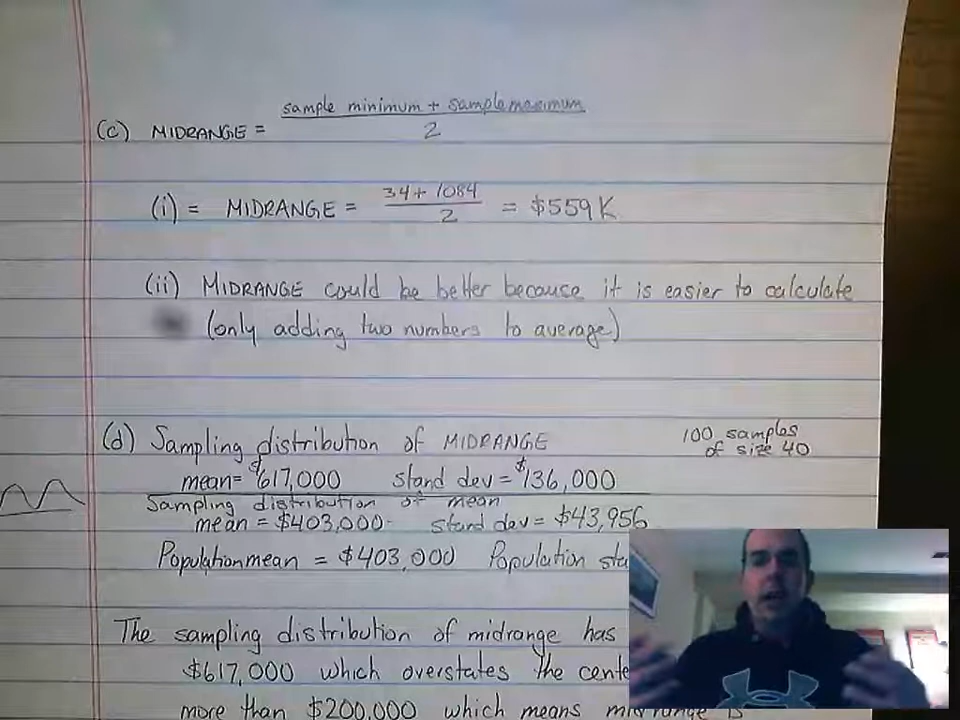 sample minimum + sample maximum
(c) MIDRANGE =
2
(i) = MIDRANGE = 34 + 1084 / 2 = $559K
(ii) MIDRANGE could be better because it is easier to calculate
(only adding two numbers to average)
(d) Sampling distribution of MIDRANGE
100 samples
of size 40
mean= $617,000 stand dev = $136,000
Sampling distribution of mean
mean = $403,000 stand dev = $43,956
Population mean = $403,000 Population sta
The sampling distribution of midrange has
$617,000 which overstates the cente
more than $200,000 which means midrange is